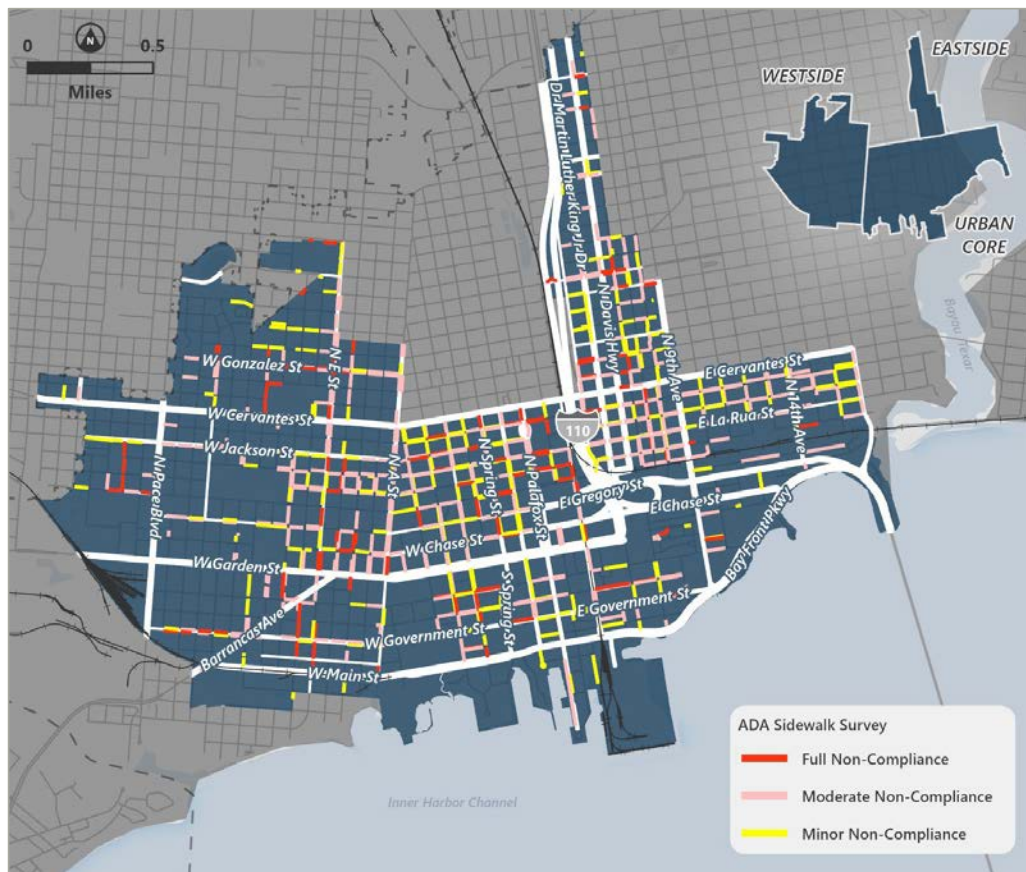 0
N
0.5
Miles
EASTSIDE
WESTSIDE
URBAN
CORE
Dr Martin Luther King Jr Dr
N Davis Hwy
N 9th Ave
Bayou Texar
N E St
W Gonzalez St
E Cervantes St
N 14th Ave
E La Rua St
W Cervantes St
110
W Jackson St
N A St
N Spring St
N Palafox St
N Pace Blvd
E Gregory St
E Chase St
W Chase St
Bay Front Pkwy
W Garden St
E Government St
S Spring St
W Government St
Barrancas Ave
W Main St
Inner Harbor Channel
ADA Sidewalk Survey
Full Non-Compliance
Moderate Non-Compliance
Minor Non-Compliance